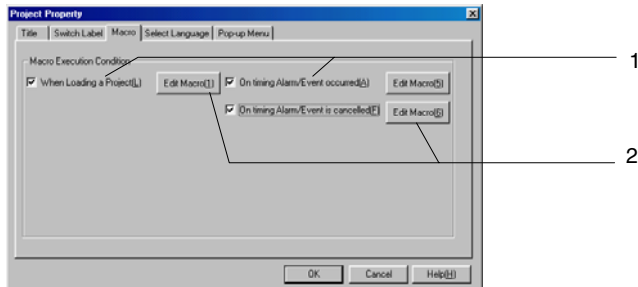 Project Property
Title Switch Label Macro Select Language Pop-up Menu
Macro Execution Condition
When Loading a Project(L) Edit Macro(1) On timing Alarm/Event occurred(A) Edit Macro(5)
On timing Alarm/Event is cancelled(F) Edit Macro(6)
OK Cancel Help(H)
1
2